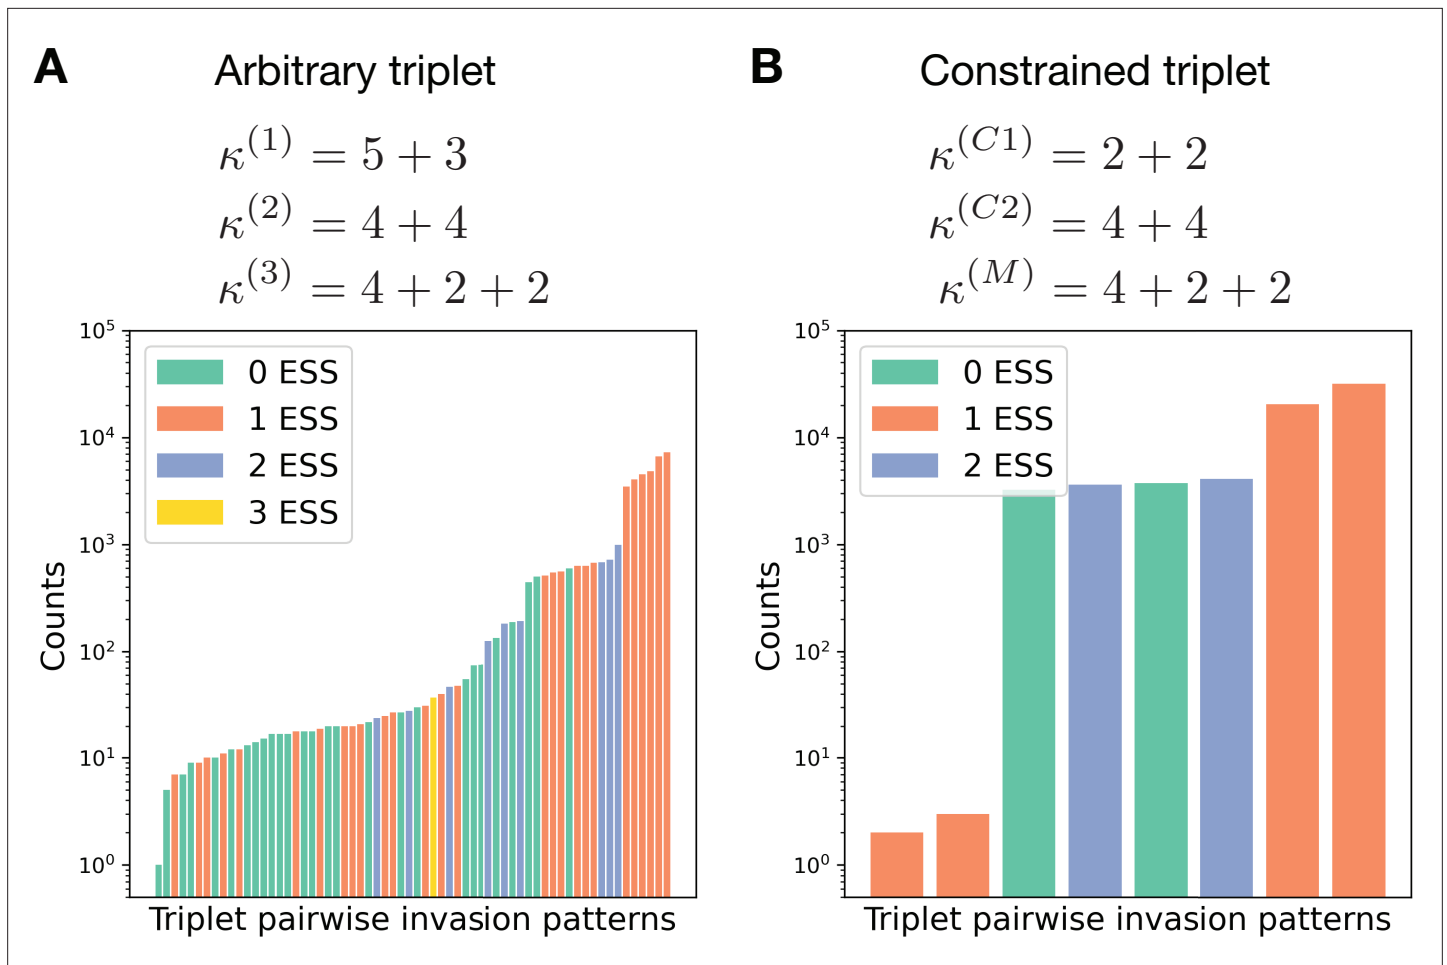 A
Arbitrary triplet
κ^(1) = 5 + 3
κ^(2) = 4 + 4
κ^(3) = 4 + 2 + 2
10^5
10^4
10^3
10^2
10^1
10^0
Counts
0 ESS
1 ESS
2 ESS
3 ESS
Triplet pairwise invasion patterns
B
Constrained triplet
κ^(C1) = 2 + 2
κ^(C2) = 4 + 4
κ^(M) = 4 + 2 + 2
10^5
10^4
10^3
10^2
10^1
10^0
Counts
0 ESS
1 ESS
2 ESS
Triplet pairwise invasion patterns